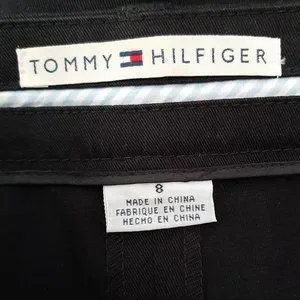 TOMMY HILFIGER
8
MADE IN CHINA
FABRIQUE EN CHINE
HECHO EN CHINA